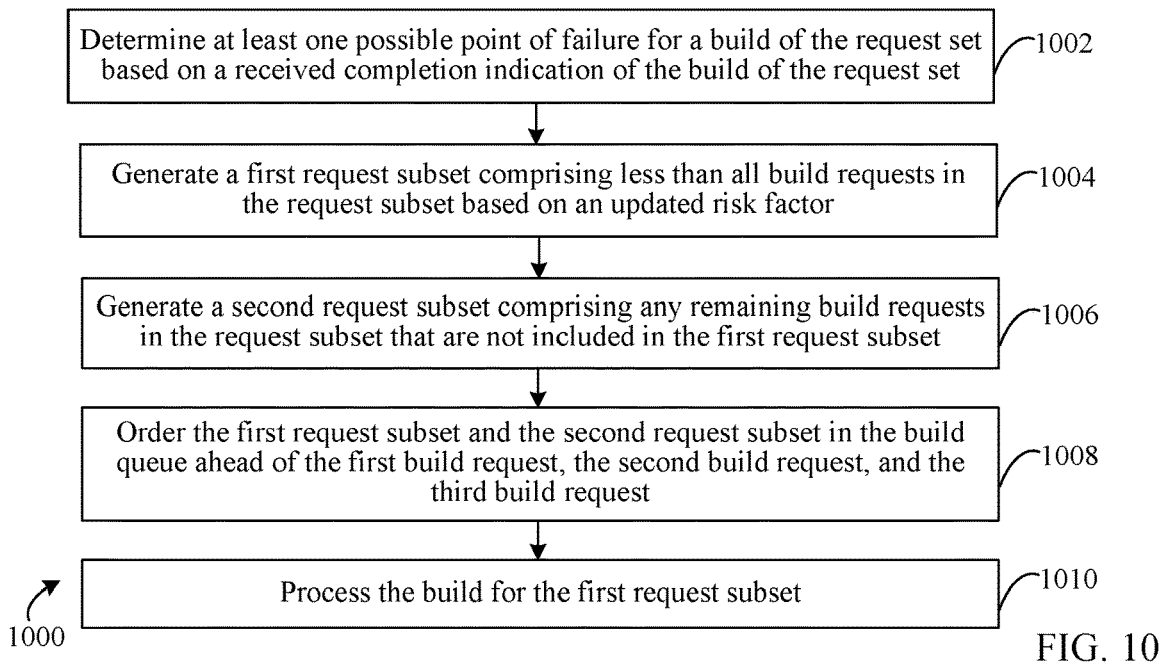 Determine at least one possible point of failure for a build of the request set
based on a received completion indication of the build of the request set
1002
Generate a first request subset comprising less than all build requests in
the request subset based on an updated risk factor
1004
Generate a second request subset comprising any remaining build requests
in the request subset that are not included in the first request subset.
1006
Order the first request subset and the second request subset in the build
queue ahead of the first build request, the second build request, and the
third build request
1008
Process the build for the first request subset
1010
1000
FIG. 10